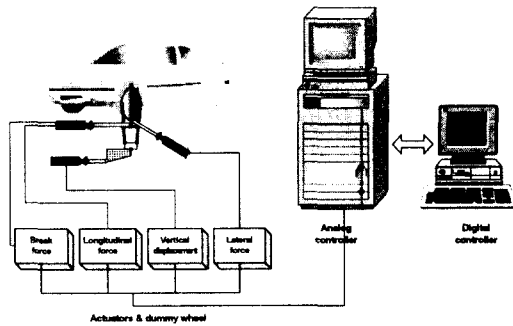 Break
force
Longitudinal
force
Vertical
displacement
Lateral
force
Analog
controller
Digital
controller
Actuators & dummy wheel